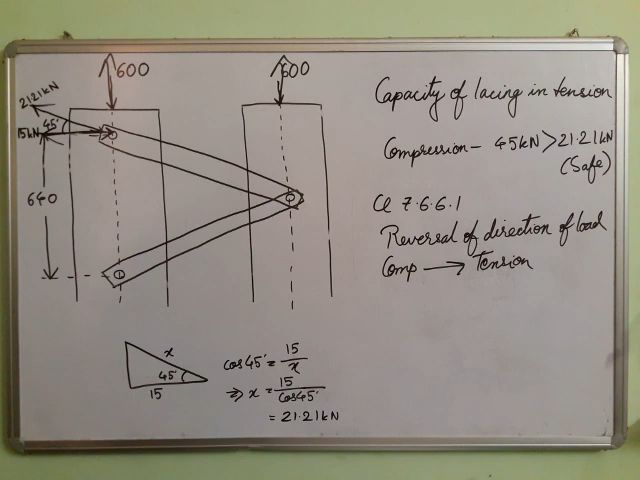 600
600
21.21kN
15kN
45°
640
Capacity of lacing in tension
Compression - 45kN > 21.21kN
(Safe)
Cl 7.6.6.1
Reversal of direction of load
Comp → Tension
x
45°
15
cos45° = 15/x
⇒ x = 15/cos45°
= 21.21kN